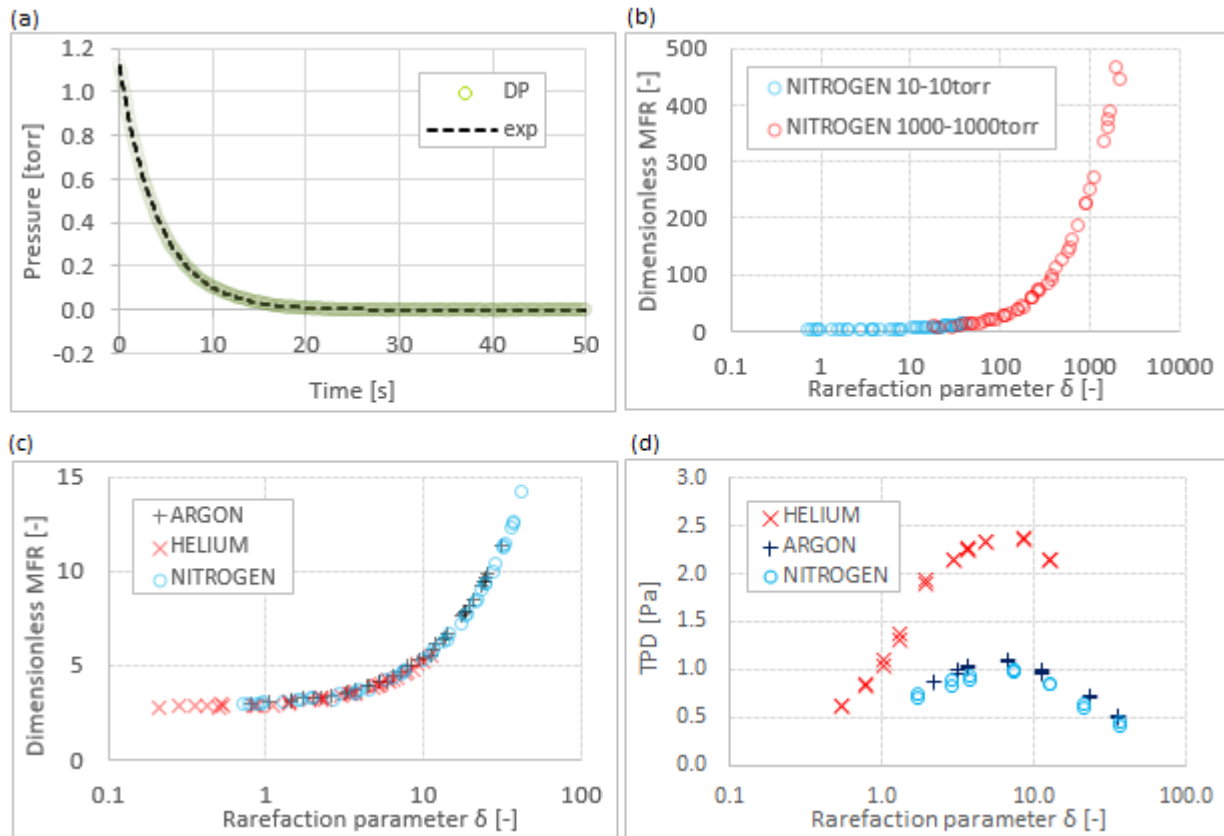 (a)
Pressure [torr]
1.2
1.0
0.8
0.6
0.4
0.2
0.0
-0.2
DP
exp
0 10 20 30 40 50
Time [s]
(b)
Dimensionless MFR [-]
500
400
300
200
100
0
NITROGEN 10-10torr
NITROGEN 1000-1000torr
0.1 1 10 100 1000 10000
Rarefaction parameter δ [-]
(c)
Dimensionless MFR [-]
15
10
5
0
ARGON
HELIUM
NITROGEN
0.1 1 10 100
Rarefaction parameter δ [-]
(d)
TPD [Pa]
3.0
2.5
2.0
1.5
1.0
0.5
0.0
HELIUM
ARGON
NITROGEN
0.1 1.0 10.0 100.0
Rarefaction parameter δ [-]